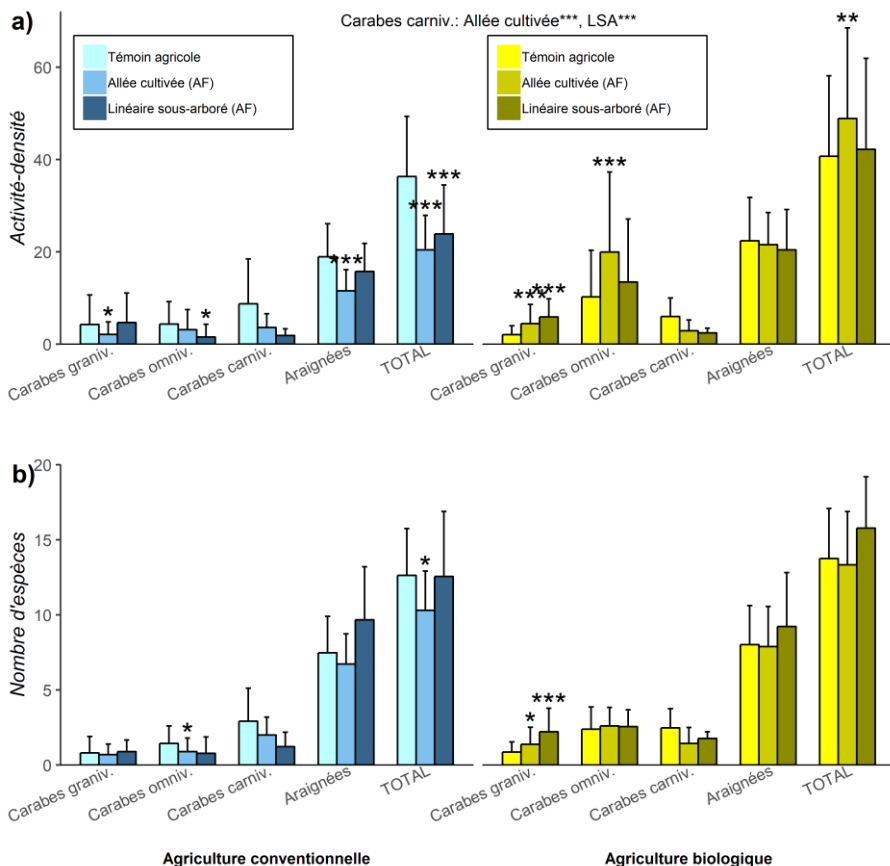 a)
Carabes carniv.: Allée cultivée***, LSA***
Témoin agricole
Allée cultivée (AF)
Linéaire sous-arboré (AF)
Témoin agricole
Allée cultivée (AF)
Linéaire sous-arboré (AF)
Activité-densité
60
40
20
0
*
*
***
***
***
***
***
***
**
Carabes graniv.
Carabes omniv.
Carabes carniv.
Araignées
TOTAL
Carabes graniv.
Carabes omniv.
Carabes carniv.
Araignées
TOTAL
b)
Nombre d'espèces
20
15
10
5
0
*
*
*
***
Carabes graniv.
Carabes omniv.
Carabes carniv.
Araignées
TOTAL
Carabes graniv.
Carabes omniv.
Carabes carniv.
Araignées
TOTAL
Agriculture conventionnelle
Agriculture biologique